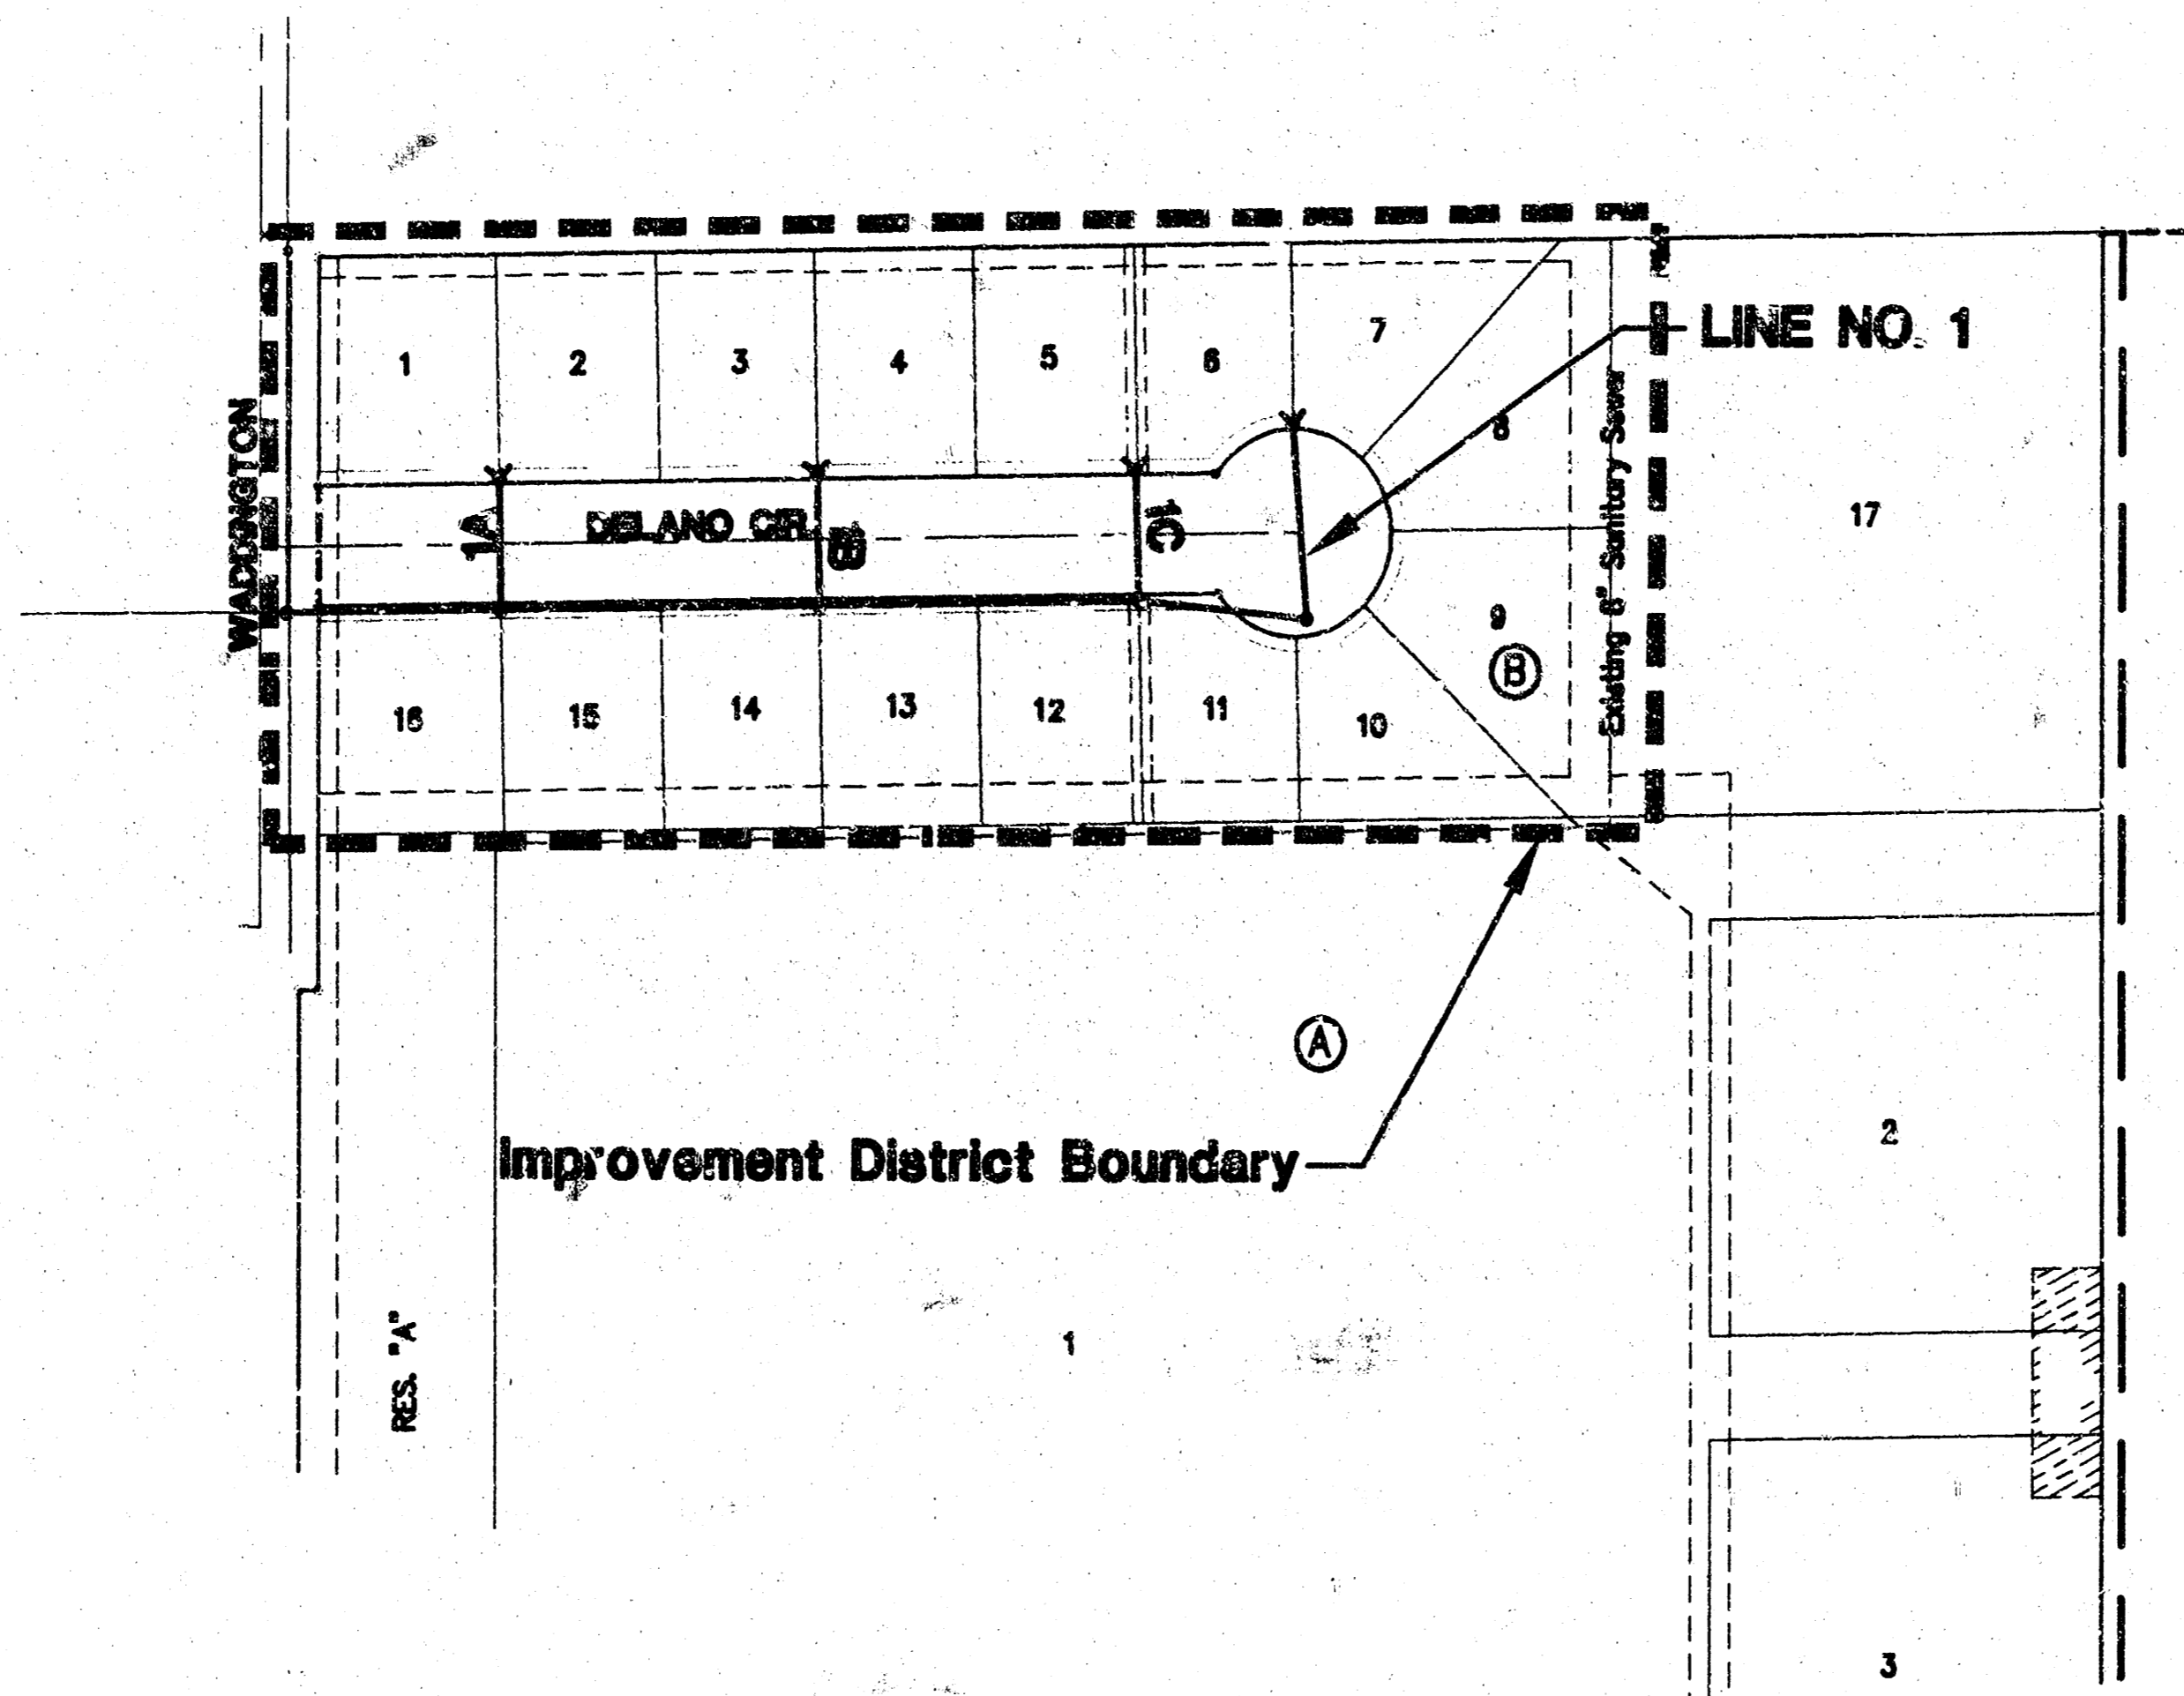 1
2
3
4
5
6
7
8
LINE NO. 1
WADDINGTON
1A
DELANO CIR.
1B
1C
Existing 8" Sanitary Sewer
17
9
B
16
15
14
13
12
11
10
A
Improvement District Boundary
2
RES. "A"
1
3